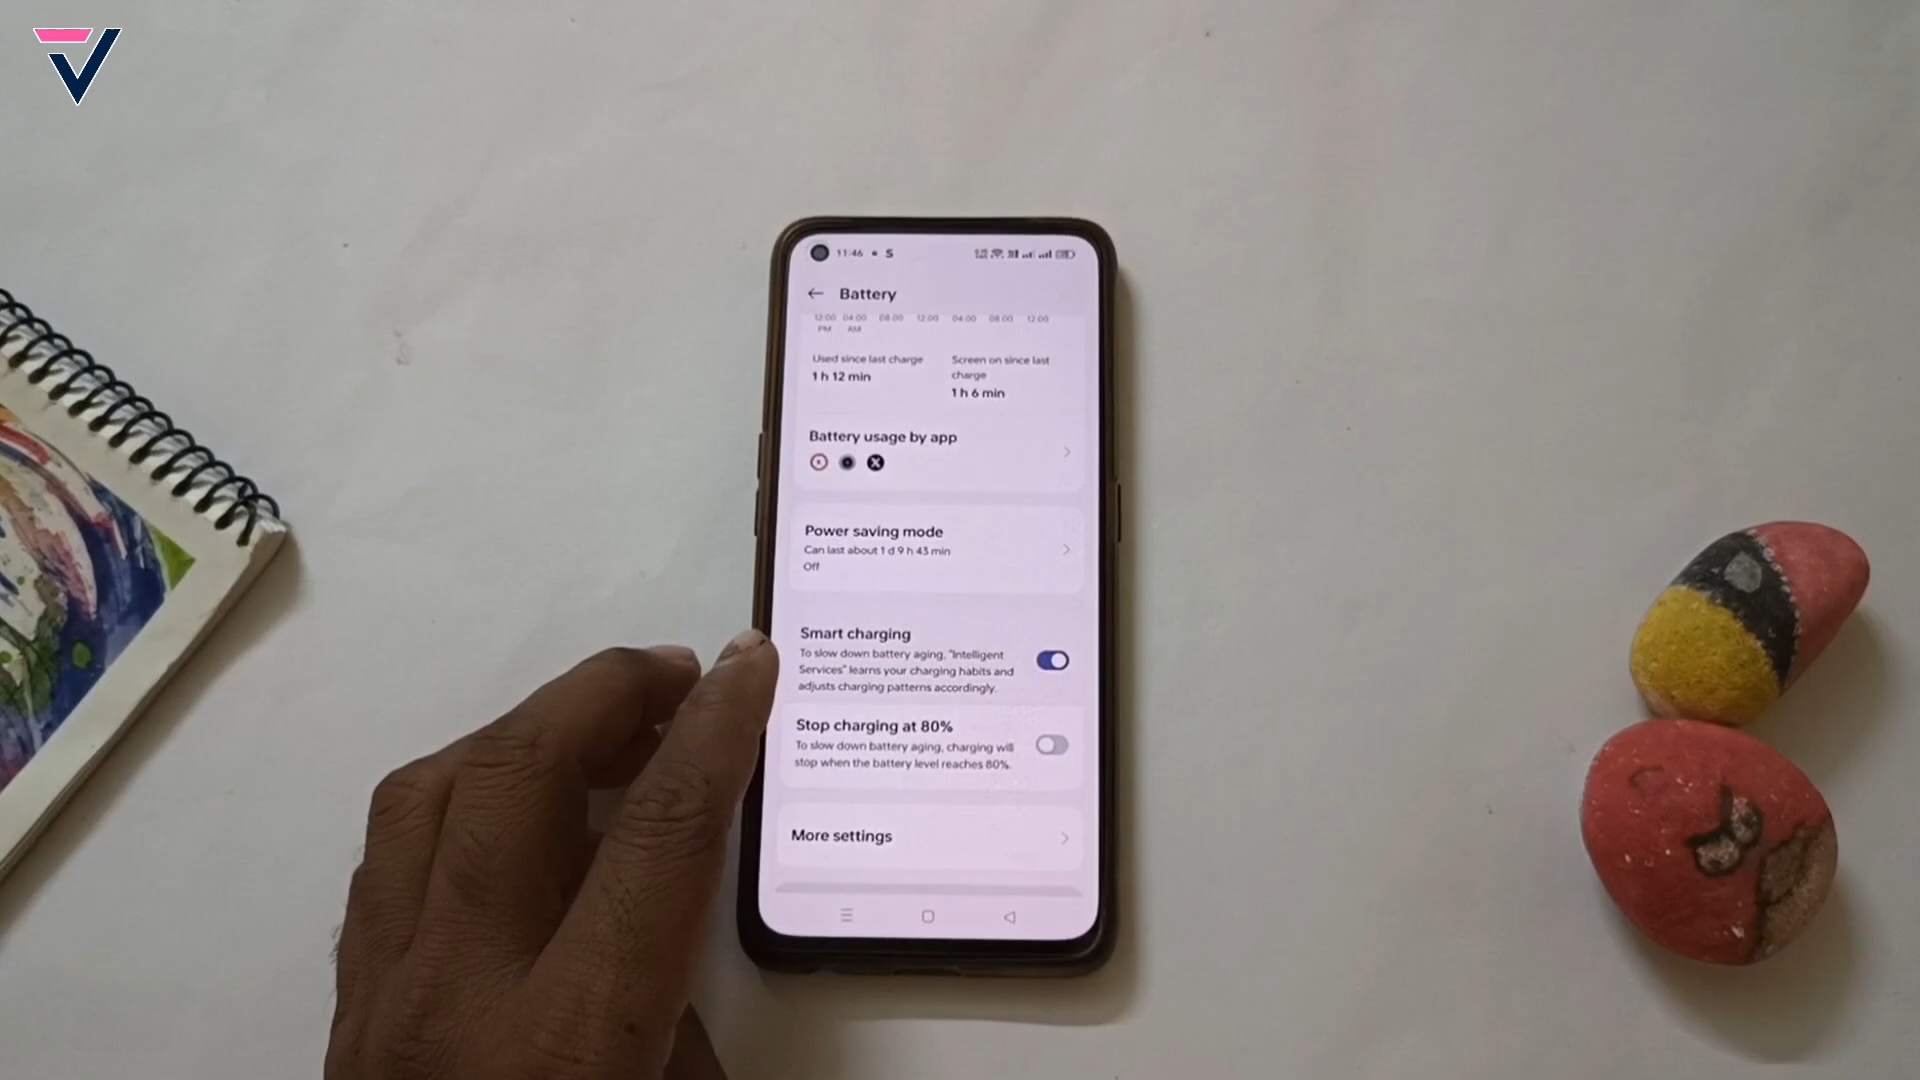 11:46 S
Battery
12:00 04:00 08:00 12:00 04:00 08:00 12:00
PM AM
Used since last charge
1 h 12 min
Screen on since last
charge
1 h 6 min
Battery usage by app
Power saving mode
Can last about 1 d 9 h 43 min
Off
Smart charging
To slow down battery aging, "Intelligent
Services" learns your charging habits and
adjusts charging patterns accordingly.
Stop charging at 80%
To slow down battery aging, charging will
stop when the battery level reaches 80%.
More settings